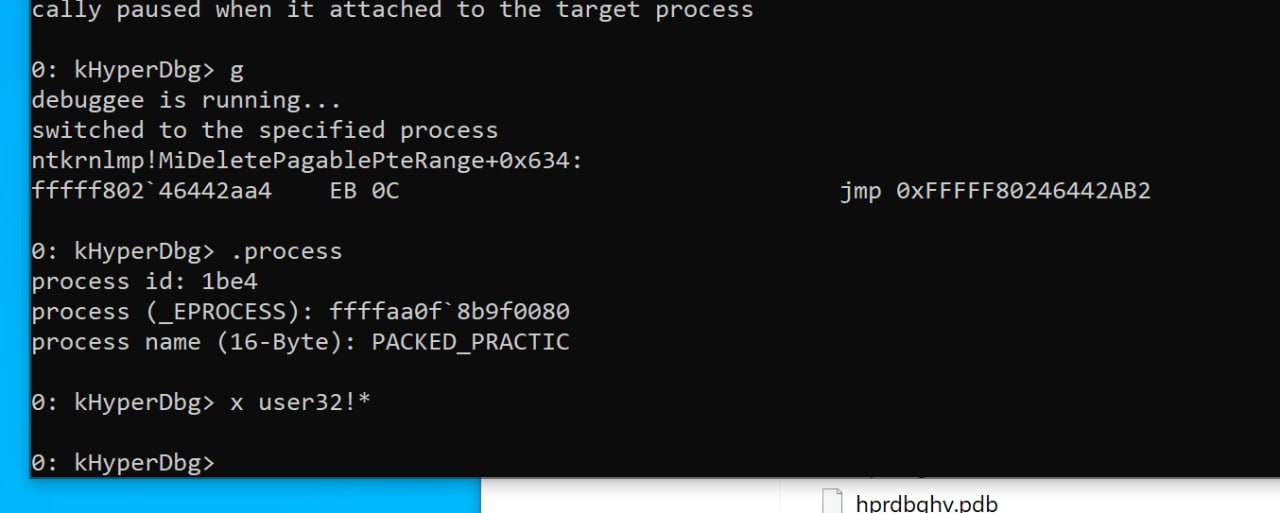 cally paused when it attached to the target process
0: kHyperDbg> g
debuggee is running...
switched to the specified process
ntkrnlmp!MiDeletePagablePteRange+0x634:
fffff802`46442aa4    EB 0C                               jmp 0xFFFFF80246442AB2
0: kHyperDbg> .process
process id: 1be4
process (_EPROCESS): ffffaa0f`8b9f0080
process name (16-Byte): PACKED_PRACTIC
0: kHyperDbg> x user32!*
0: kHyperDbg>
hprdbghv.pdb